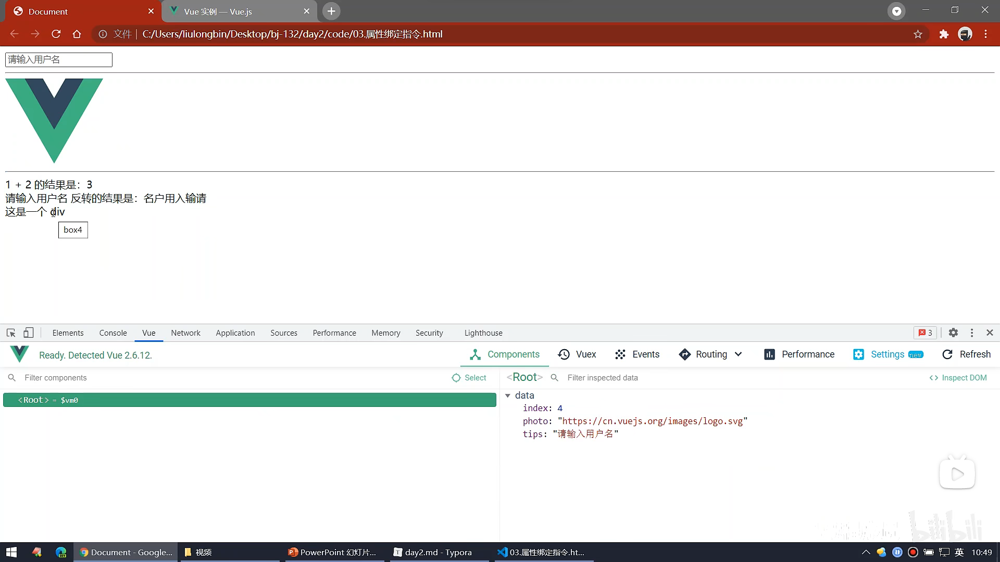 Document
Vue 实例 — Vue.js
文件
C:/Users/liulongbin/Desktop/bj-132/day2/code/03.属性绑定指令.html
请输入用户名
1 + 2 的结果是：3
请输入用户名 反转的结果是：名户用入输请
这是一个 div
box4
Elements Console Vue Network Application Sources Performance Memory Security Lighthouse 3
Ready. Detected Vue 2.6.12. Components Vuex Events Routing Performance Settings new Refresh
Filter components Select <Root> Filter inspected data <> Inspect DOM
<Root> = $vm0
data
index: 4
photo: "https://cn.vuejs.org/images/logo.svg"
tips: "请输入用户名"
bilibili
Document - Google... 视频 PowerPoint 幻灯片... day2.md - Typora 03.属性绑定指令.ht... 英 10:49